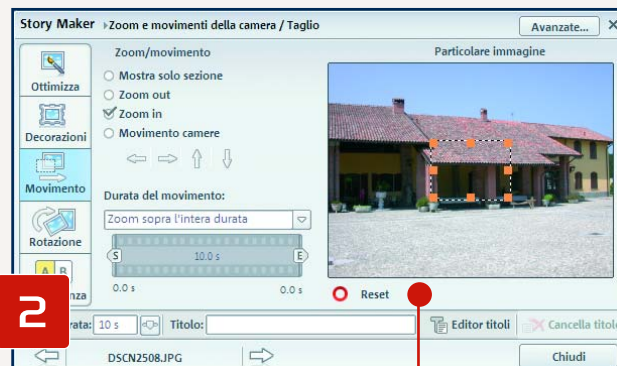 Story Maker ▸Zoom e movimenti della camera / Taglio
Avanzate...
Ottimizza
Decorazioni
Movimento
Rotazione
A B
Zoom/movimento
Mostra solo sezione
Zoom out
Zoom in
Movimento camere
Durata del movimento:
Zoom sopra l'intera durata
S 10.0 s E
0.0 s 0.0 s
Particolare immagine
Reset
2
10 s Titolo: Editor titoli Cancella titolo
DSCN2508.JPG
Chiudi